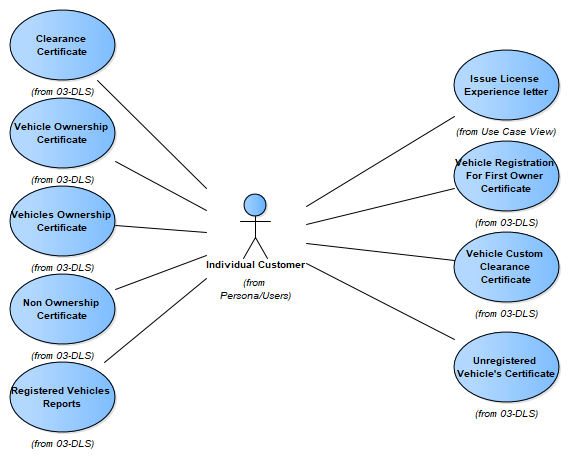 Clearance
Certificate
(from 03-DLS)
Vehicle Ownership
Certificate
(from 03-DLS)
Vehicles Ownership
Certificate
(from 03-DLS)
Non Ownership
Certificate
(from 03-DLS)
Registered Vehicles
Reports
(from 03-DLS)
Individual Customer
(from
Persona/Users)
Issue License
Experience letter
(from Use Case View)
Vehicle Registration
For First Owner
Certificate
(from 03-DLS)
Vehicle Custom
Clearance
Certificate
(from 03-DLS)
Unregistered
Vehicle's Certificate
(from 03-DLS)